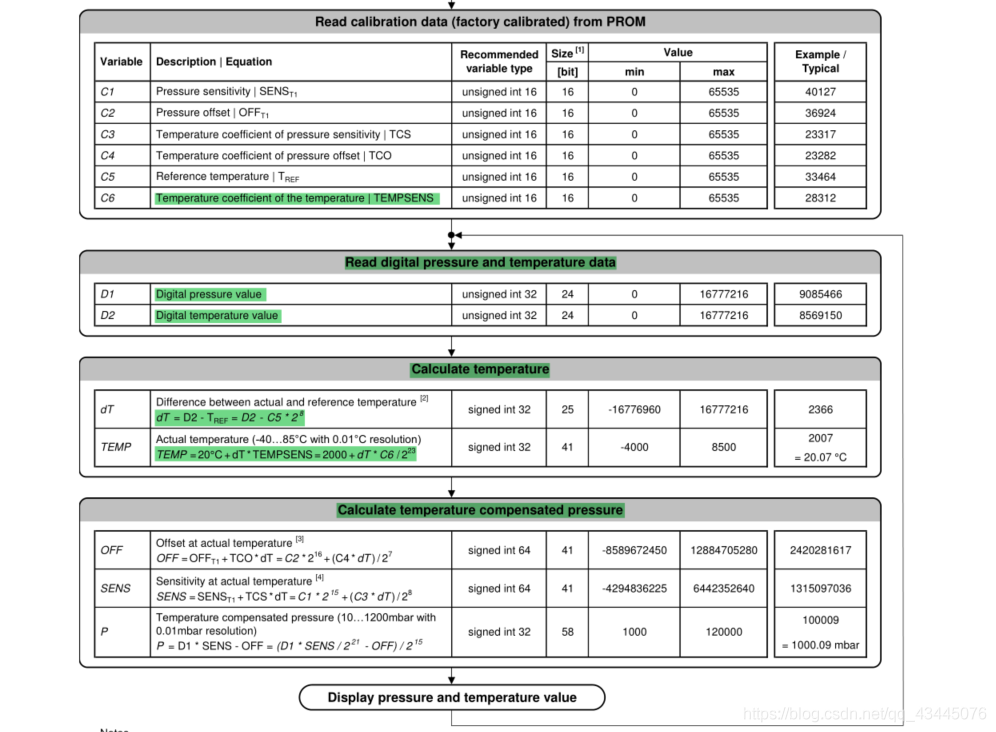 Read calibration data (factory calibrated) from PROM
Variable Description | Equation Recommended variable type Size [1] [bit] Value min max Example / Typical
C1 Pressure sensitivity | SENST1 unsigned int 16 16 0 65535 40127
C2 Pressure offset | OFFT1 unsigned int 16 16 0 65535 36924
C3 Temperature coefficient of pressure sensitivity | TCS unsigned int 16 16 0 65535 23317
C4 Temperature coefficient of pressure offset | TCO unsigned int 16 16 0 65535 23282
C5 Reference temperature | TREF unsigned int 16 16 0 65535 33464
C6 Temperature coefficient of the temperature | TEMPSENS unsigned int 16 16 0 65535 28312
Read digital pressure and temperature data
D1 Digital pressure value unsigned int 32 24 0 16777216 9085466
D2 Digital temperature value unsigned int 32 24 0 16777216 8569150
Calculate temperature
Difference between actual and reference temperature [2]
dT dT = D2 - TREF = D2 - C5 * 2^8 signed int 32 25 -16776960 16777216 2366
Actual temperature (-40…85°C with 0.01°C resolution) 2007
TEMP TEMP = 20°C + dT * TEMPSENS = 2000 + dT * C6 / 2^23 signed int 32 41 -4000 8500 = 20.07 °C
Calculate temperature compensated pressure
Offset at actual temperature [3]
OFF OFF = OFFT1 + TCO * dT = C2 * 2^16 + (C4 * dT) / 2^7 signed int 64 41 -8589672450 12884705280 2420281617
Sensitivity at actual temperature [4]
SENS SENS = SENST1 + TCS * dT = C1 * 2^15 + (C3 * dT) / 2^8 signed int 64 41 -4294836225 6442352640 1315097036
Temperature compensated pressure (10…1200mbar with 100009
0.01mbar resolution)
P P = D1 * SENS - OFF = (D1 * SENS / 2^21 - OFF) / 2^15 signed int 32 58 1000 120000 = 1000.09 mbar
Display pressure and temperature value
https://blog.csdn.net/qq_43445076